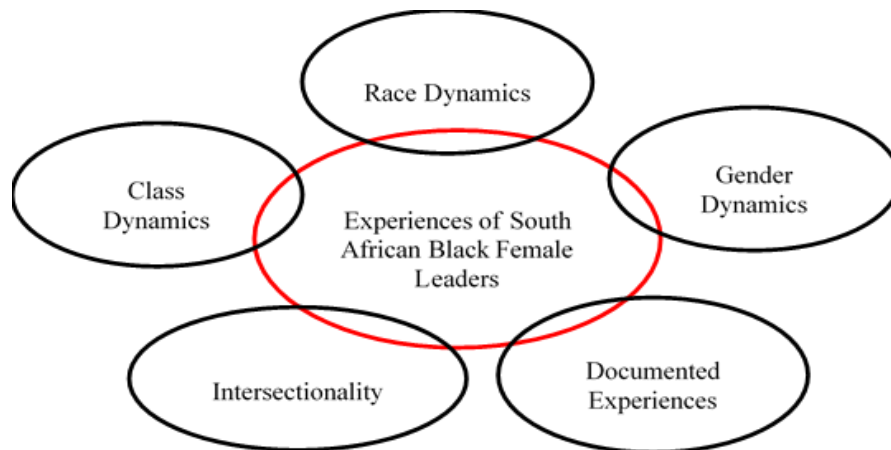 Race Dynamics
Class
Dynamics
Gender
Dynamics
Experiences of South
African Black Female
Leaders
Intersectionality
Documented
Experiences